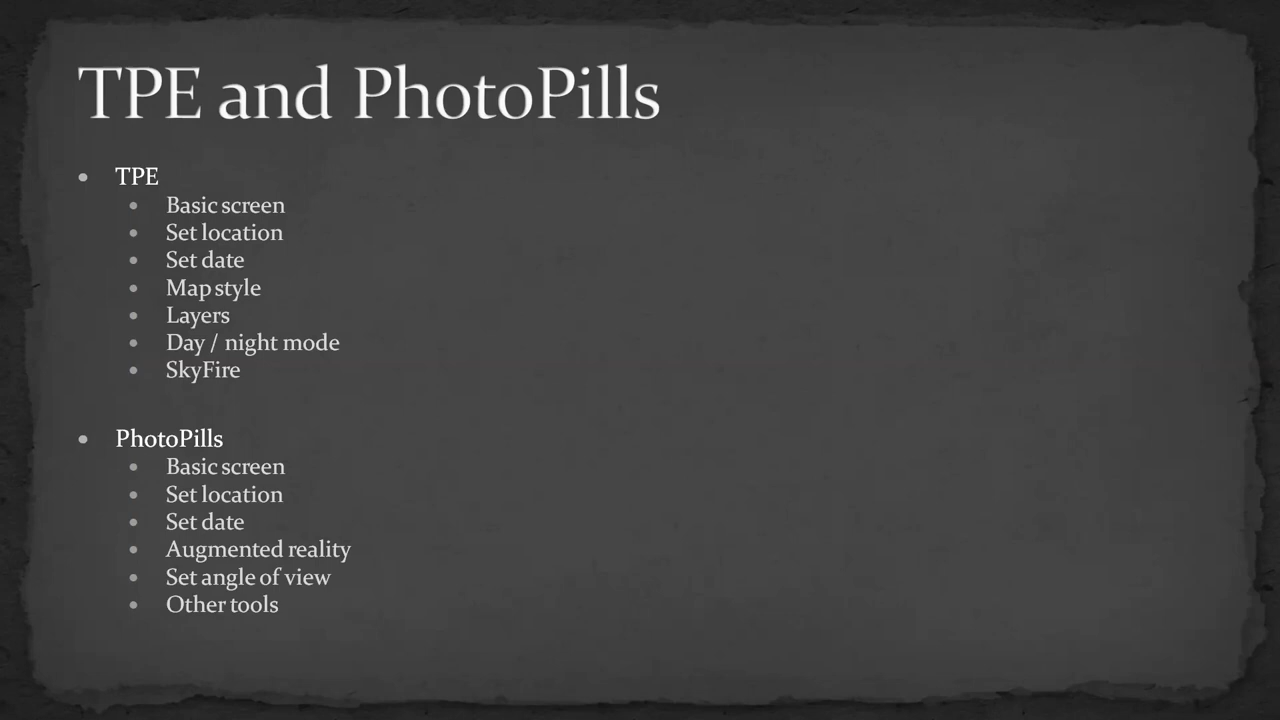 TPE and PhotoPills
• TPE
• Basic screen
• Set location
• Set date
• Map style
• Layers
• Day / night mode
• SkyFire
• PhotoPills
• Basic screen
• Set location
• Set date
• Augmented reality
• Set angle of view
• Other tools